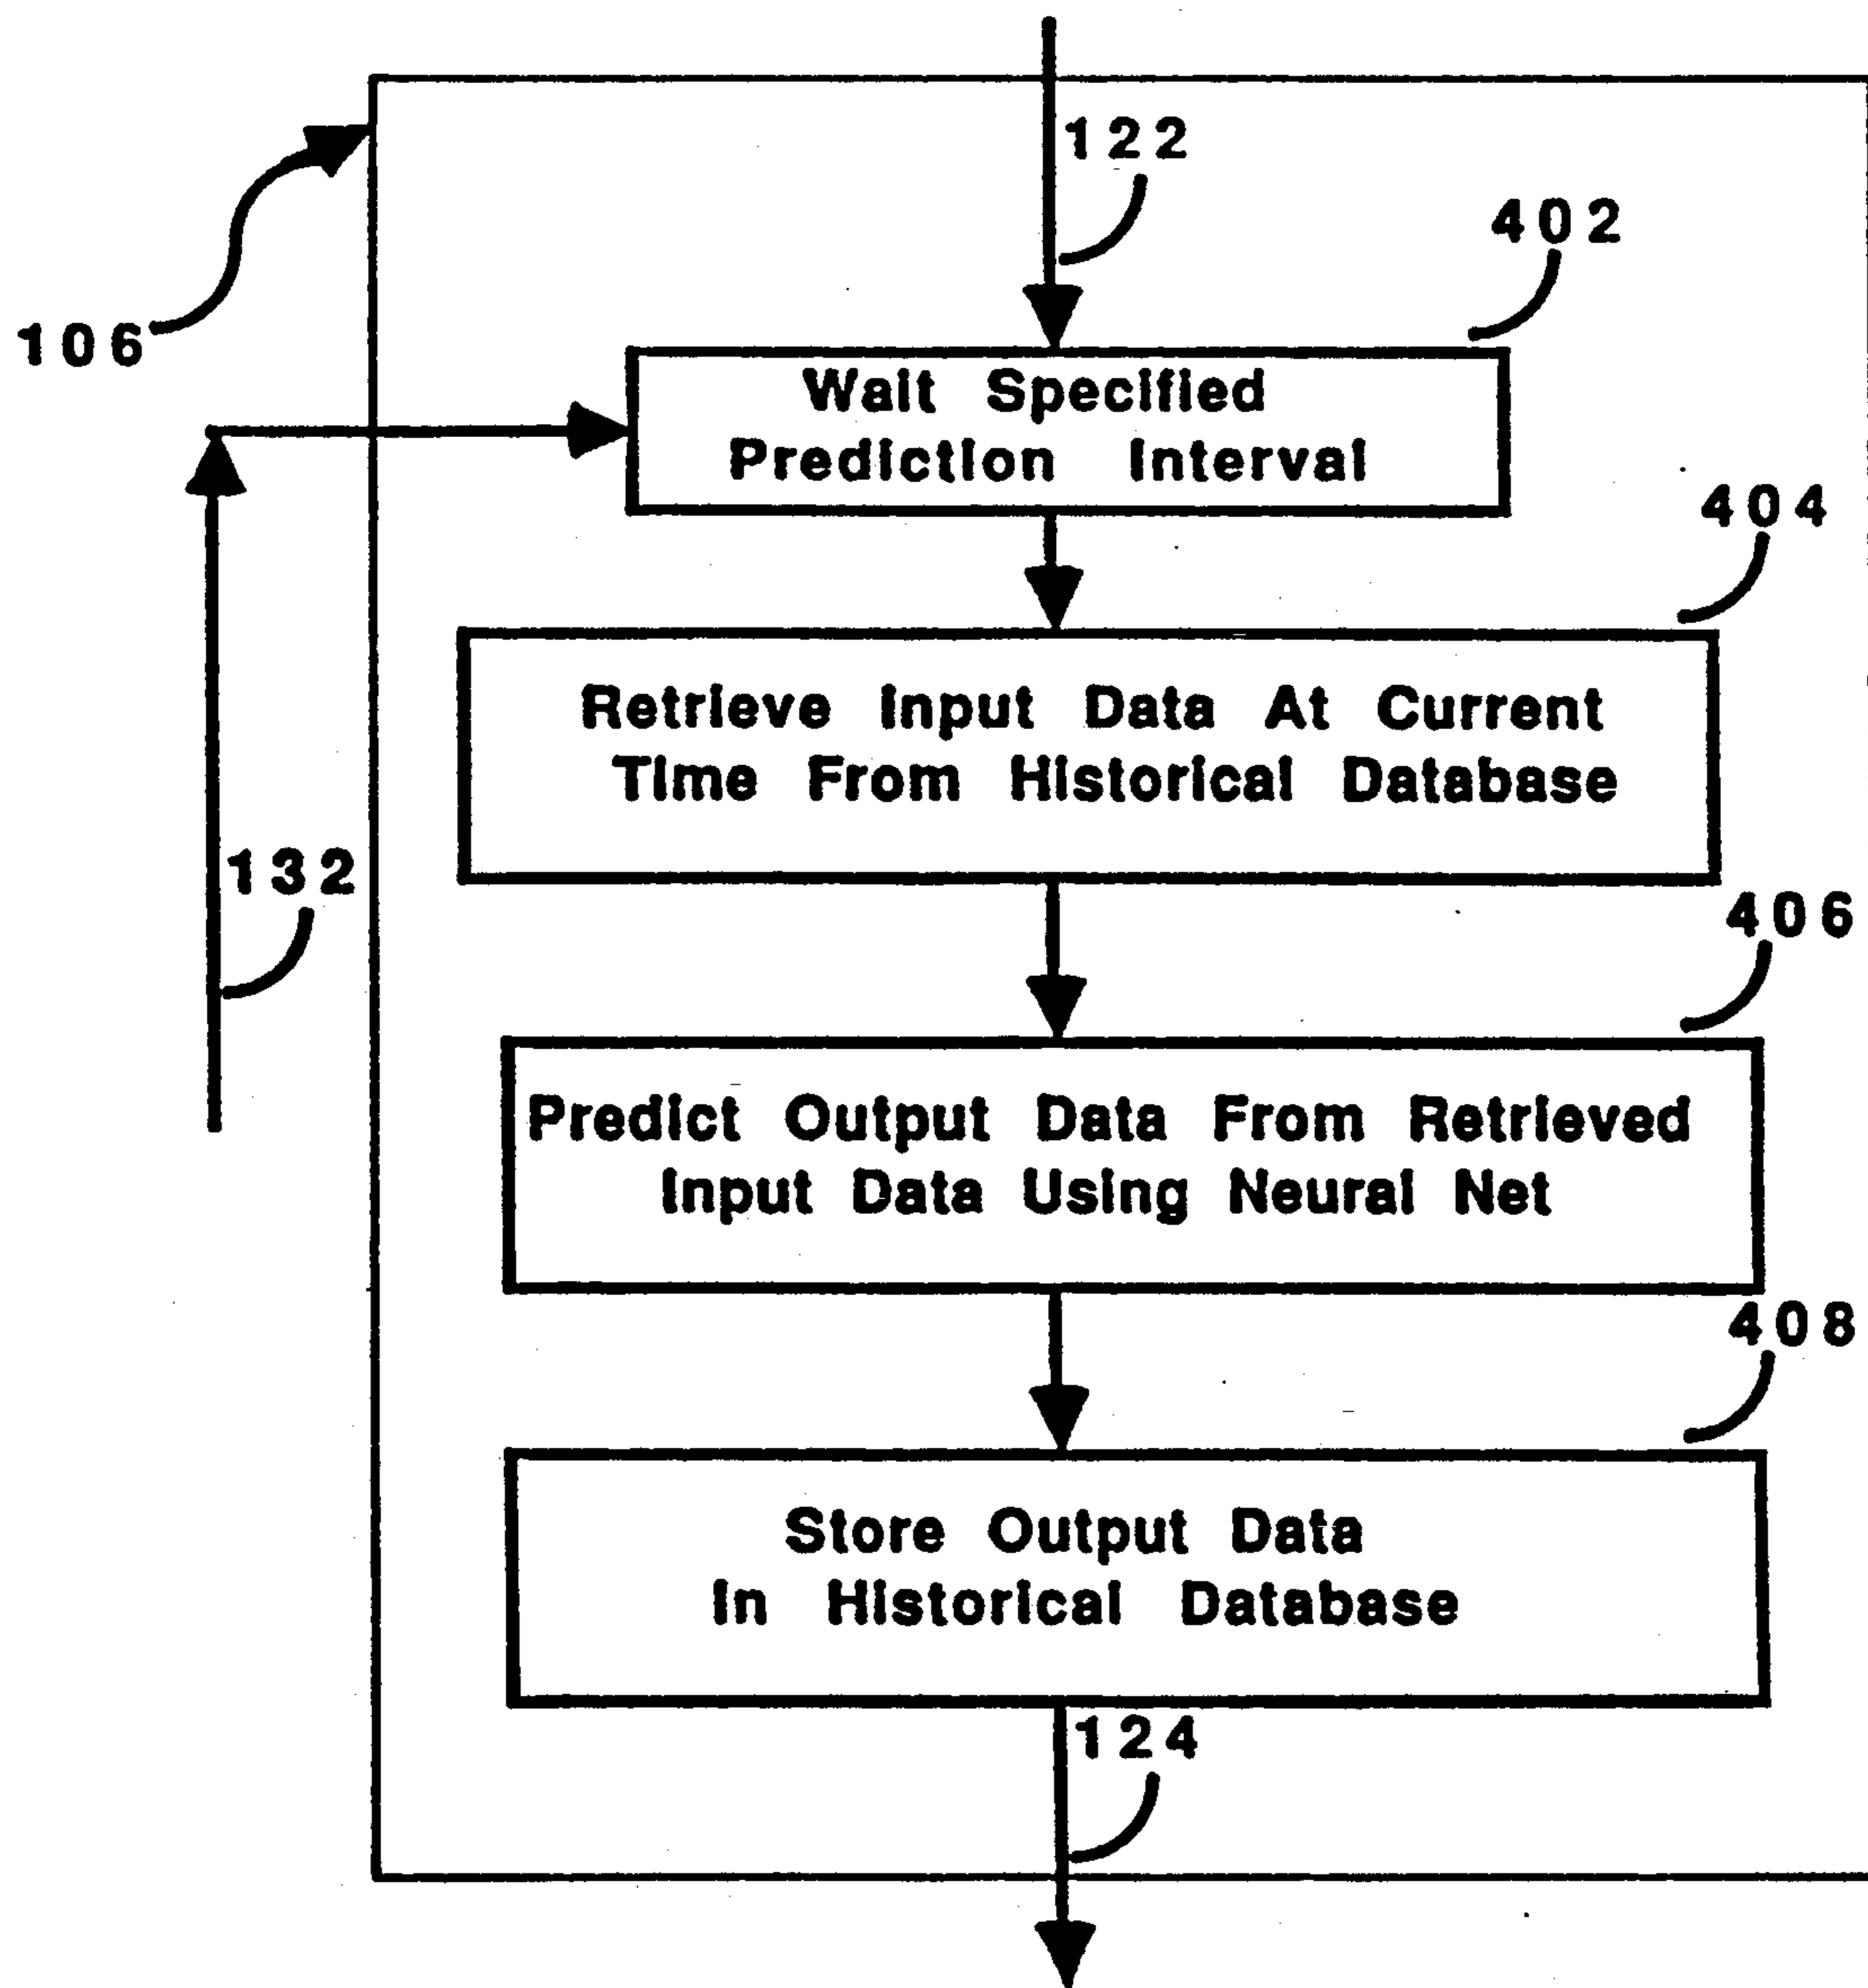 122
402
106
Wait Specified
Prediction Interval
404
Retrieve Input Data At Current
Time From Historical Database
132
406
Predict Output Data From Retrieved
Input Data Using Neural Net
408
Store Output Data
In Historical Database
124